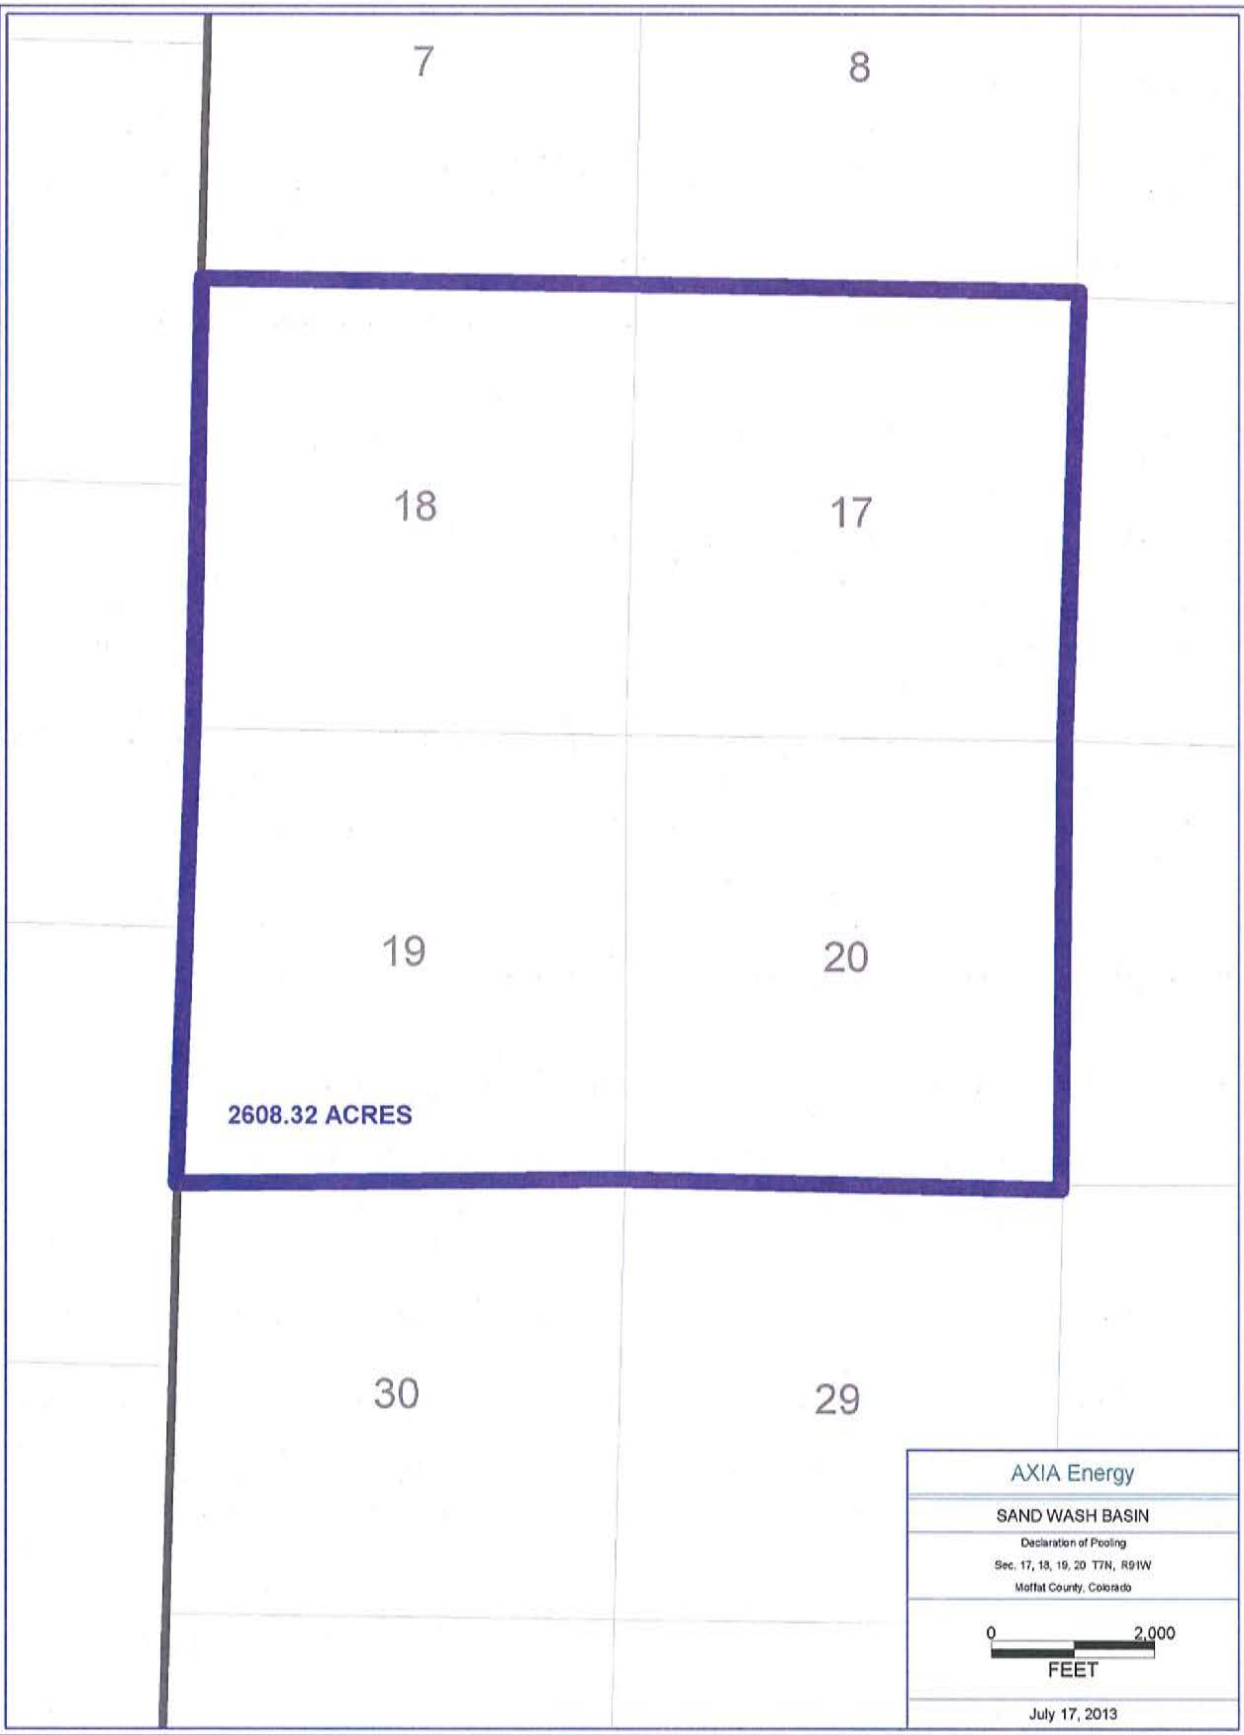 7
8
18
17
19
20
2608.32 ACRES
30
29
AXIA Energy
SAND WASH BASIN
Declaration of Pooling
Sec. 17, 18, 19, 20 T7N, R91W
Moffat County, Colorado
0 2,000
FEET
July 17, 2013